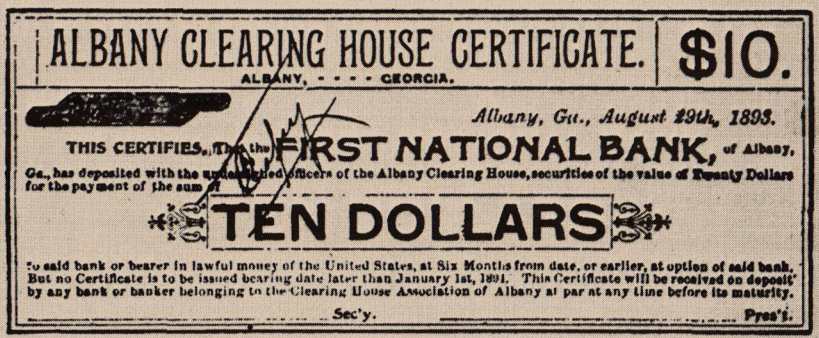 ALBANY CLEARING HOUSE CERTIFICATE. $10.
ALBANY, - - - - GEORGIA.
Albany, Ga., August 29th, 1893.
THIS CERTIFIES, That the FIRST NATIONAL BANK, of Albany,
Ga., has deposited with the undersigned officers of the Albany Clearing House, securities of the value of Twenty Dollars
for the payment of the sum of
TEN DOLLARS
To said bank or bearer in lawful money of the United States, at Six Months from date, or earlier, at option of said bank.
But no Certificate is to be issued bearing date later than January 1st, 1894. This Certificate will be received on deposit
by any bank or banker belonging to the Clearing House Association of Albany at par at any time before its maturity.
Sec'y. Pres't.